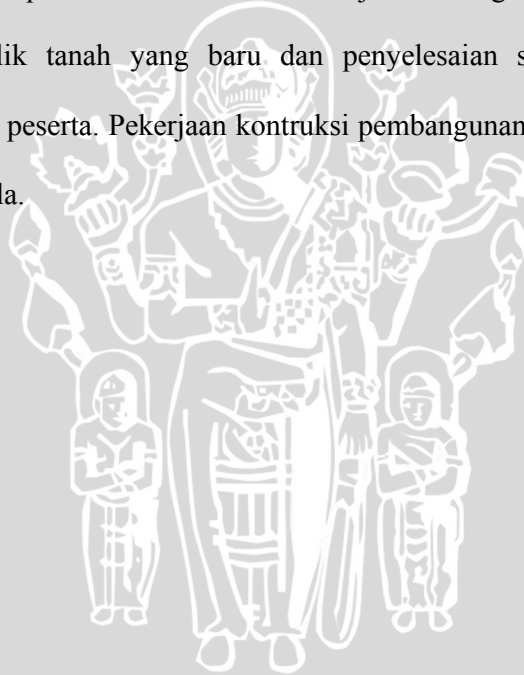 lik tanah yang baru dan penyelesaian s
peserta. Pekerjaan kontruksi pembangunan
la.